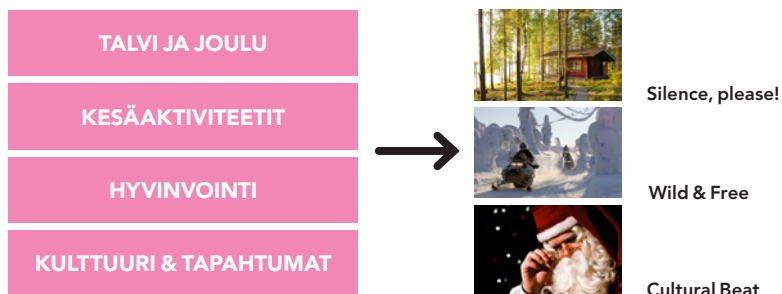 TALVI JA JOULU
KESÄAKTIVITEETIT
HYVINVOINTI
KULTTUURI & TAPAHTUMAT
Silence, please!
Wild & Free
Cultural Beat